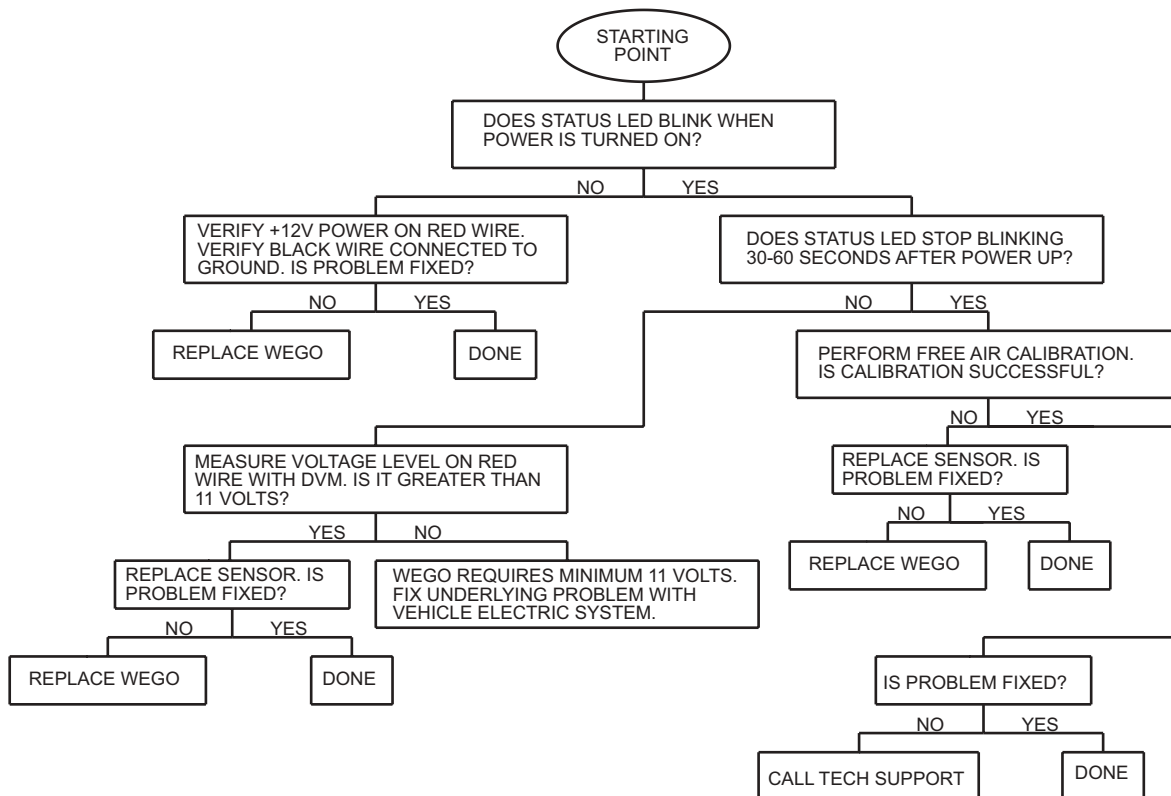 STARTING
POINT
DOES STATUS LED BLINK WHEN
POWER IS TURNED ON?
NO
YES
VERIFY +12V POWER ON RED WIRE.
VERIFY BLACK WIRE CONNECTED TO
GROUND. IS PROBLEM FIXED?
DOES STATUS LED STOP BLINKING
30-60 SECONDS AFTER POWER UP?
NO
YES
NO
YES
REPLACE WEGO
DONE
PERFORM FREE AIR CALIBRATION.
IS CALIBRATION SUCCESSFUL?
NO
YES
MEASURE VOLTAGE LEVEL ON RED
WIRE WITH DVM. IS IT GREATER THAN
11 VOLTS?
REPLACE SENSOR. IS
PROBLEM FIXED?
NO
YES
YES
NO
REPLACE WEGO
DONE
REPLACE SENSOR. IS
PROBLEM FIXED?
WEGO REQUIRES MINIMUM 11 VOLTS.
FIX UNDERLYING PROBLEM WITH
VEHICLE ELECTRIC SYSTEM.
NO
YES
REPLACE WEGO
DONE
IS PROBLEM FIXED?
NO
YES
CALL TECH SUPPORT
DONE